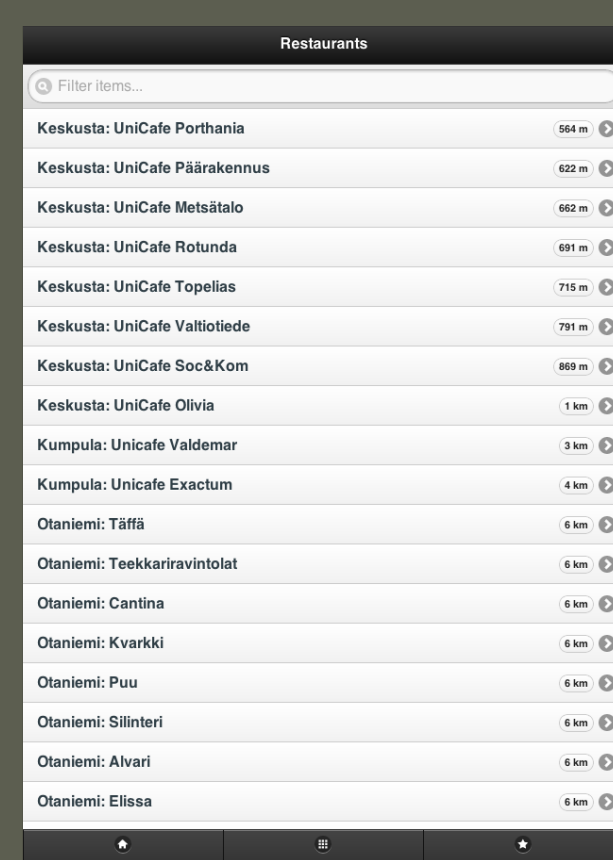 Restaurants
Filter items...
Keskusta: UniCafe Porthania 564 m
Keskusta: UniCafe Päärakennus 622 m
Keskusta: UniCafe Metsätalo 662 m
Keskusta: UniCafe Rotunda 691 m
Keskusta: UniCafe Topelias 715 m
Keskusta: UniCafe Valtiotiede 791 m
Keskusta: UniCafe Soc&Kom 869 m
Keskusta: UniCafe Olivia 1 km
Kumpula: Unicafe Valdemar 3 km
Kumpula: Unicafe Exactum 4 km
Otaniemi: Täffä 6 km
Otaniemi: Teekkariravintolat 6 km
Otaniemi: Cantina 6 km
Otaniemi: Kvarkki 6 km
Otaniemi: Puu 6 km
Otaniemi: Silinteri 6 km
Otaniemi: Alvari 6 km
Otaniemi: Elissa 6 km